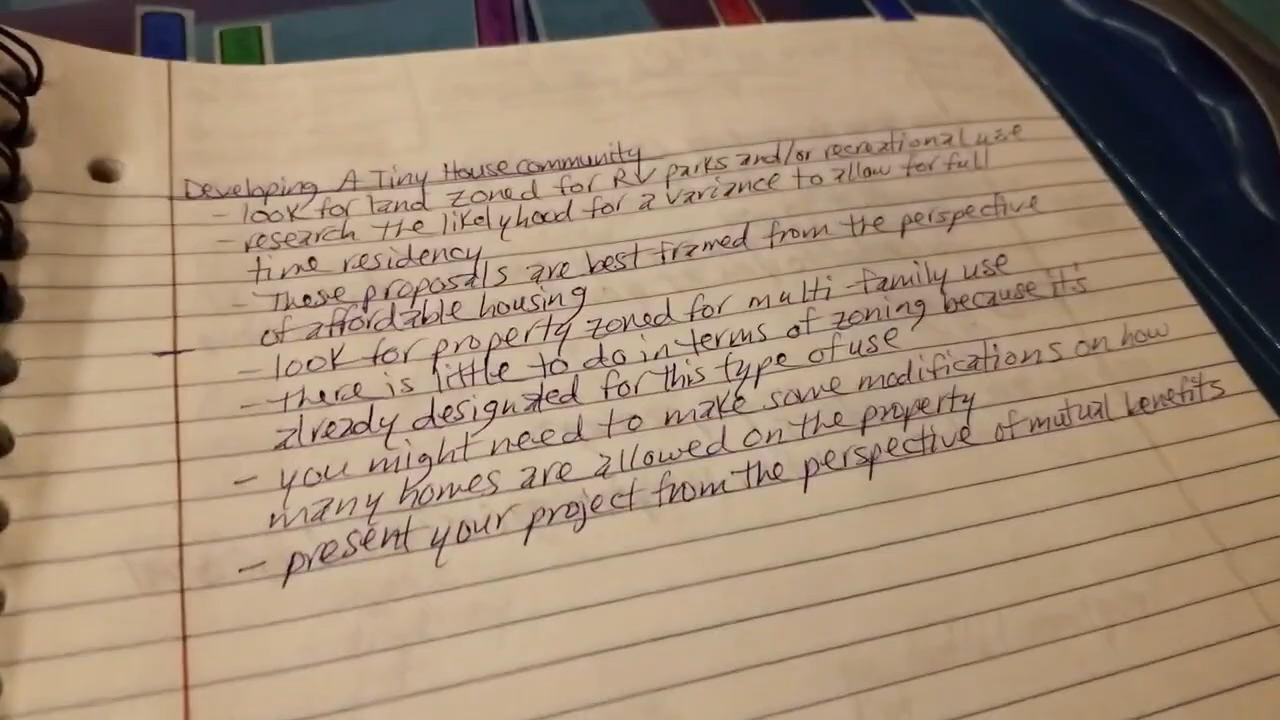 Developing A Tiny House community
- look for land zoned for RV parks and/or recreational use
- research the likelyhood for a variance to allow for full
time residency
- These proposals are best framed from the perspective
of affordable housing
- look for property zoned for multi-family use
- there is little to do in terms of zoning because it's
already designated for this type of use
- you might need to make some modifications on how
many homes are allowed on the property
- present your project from the perspective of mutual benefits